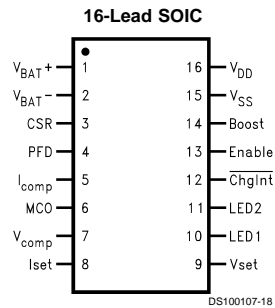 16-Lead SOIC
VBAT+ 1 16 VDD
VBAT- 2 15 VSS
CSR 3 14 Boost
PFD 4 13 Enable
Icomp 5 12 ChgInt
MCO 6 11 LED2
Vcomp 7 10 LED1
Iset 8 9 Vset
DS100107-18